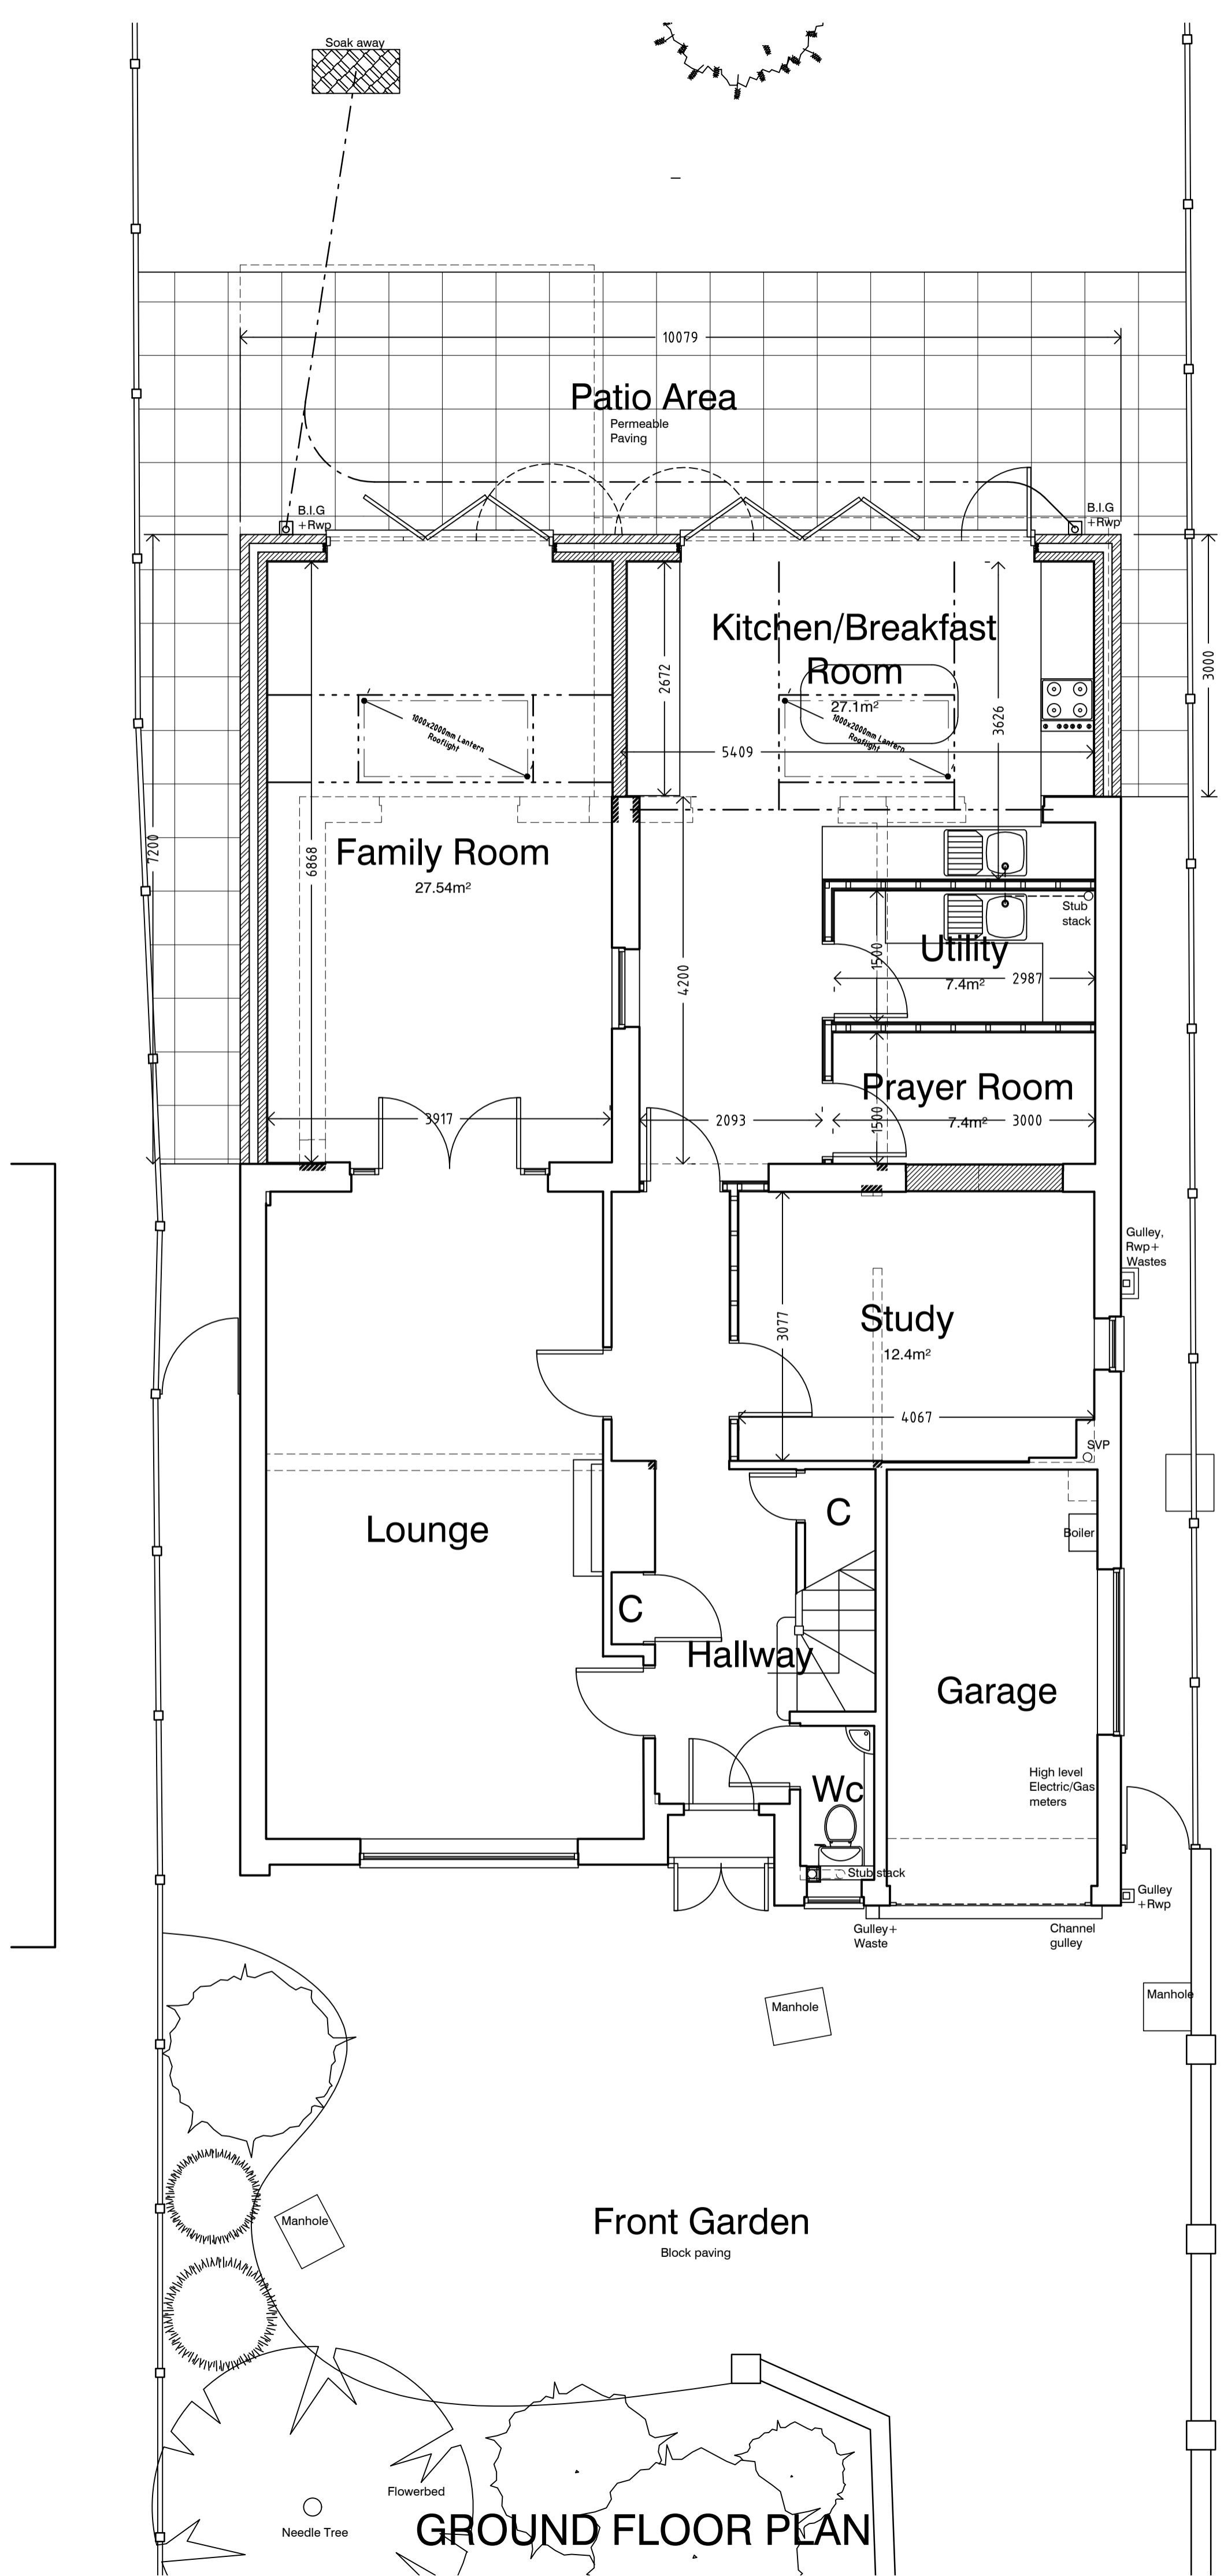 Soak away
10079
Patio Area
Permeable
Paving
B.I.G
+Rwp
B.I.G
+Rwp
Kitchen/Breakfast
Room
27.1m²
1000x2000mm Lantern
Rooflight
1000x2000mm Lantern
Rooflight
2672
3626
3000
5409
7200
6868
Family Room
27.54m²
Stub
stack
Utility
7.4m²
2987
1500
4200
Prayer Room
7.4m²
3000
1500
3917
2093
Gulley,
Rwp+
Wastes
Study
12.4m²
3077
4067
SVP
Lounge
C
Boiler
C
Hallway
Garage
High level
Electric/Gas
meters
Wc
Stub stack
Gulley
+Rwp
Gulley+
Waste
Channel
gulley
Manhole
Manhole
Manhole
Front Garden
Block paving
Flowerbed
Needle Tree
GROUND FLOOR PLAN